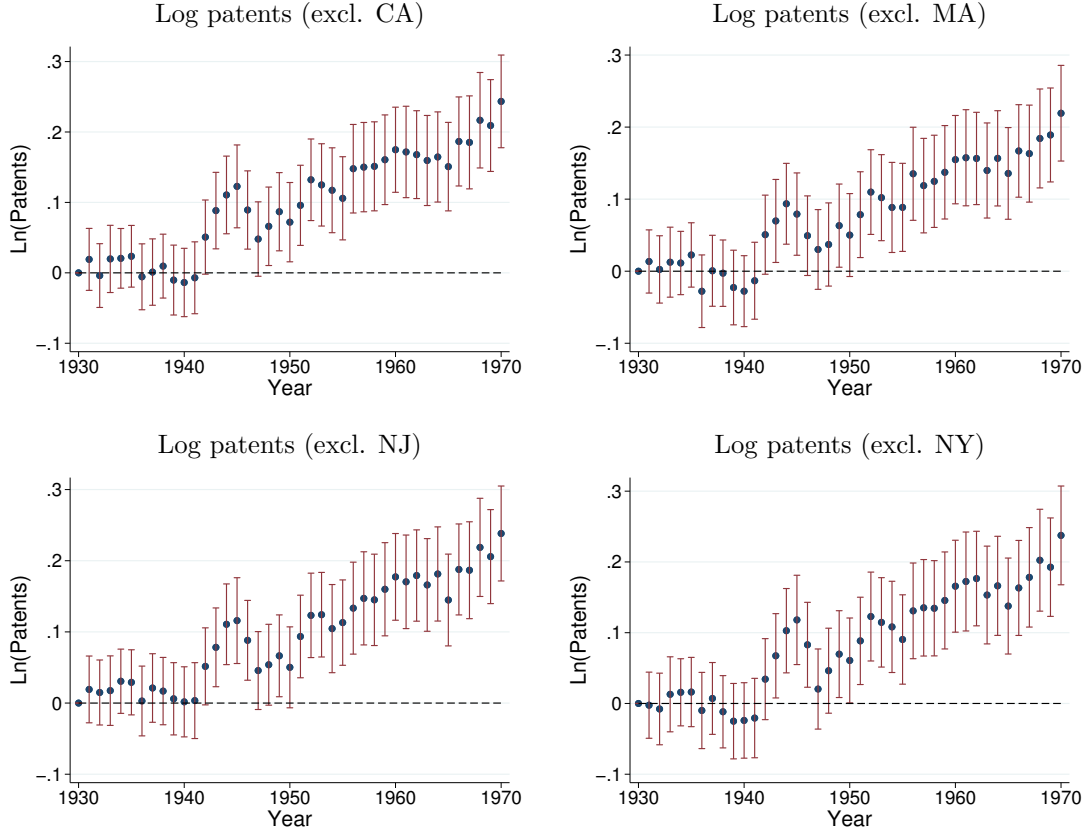 Log patents (excl. CA)
Ln(Patents)
.3
.2
.1
0
−.1
1930 1940 1950 1960 1970
Year
Log patents (excl. MA)
Ln(Patents)
.3
.2
.1
0
−.1
1930 1940 1950 1960 1970
Year
Log patents (excl. NJ)
Ln(Patents)
.3
.2
.1
0
−.1
1930 1940 1950 1960 1970
Year
Log patents (excl. NY)
Ln(Patents)
.3
.2
.1
0
−.1
1930 1940 1950 1960 1970
Year